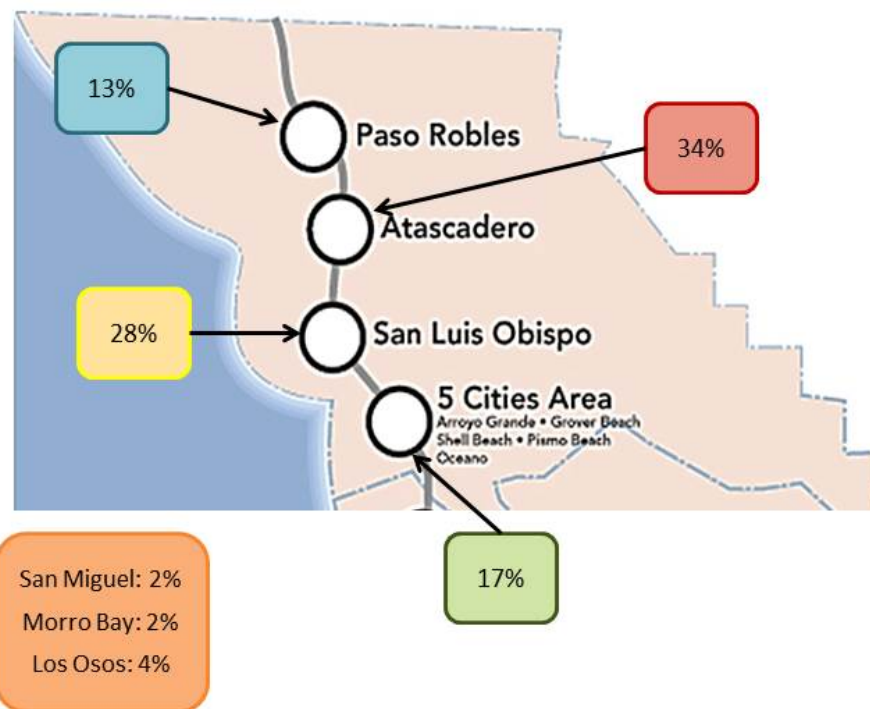 13%
Paso Robles
34%
Atascadero
28%
San Luis Obispo
5 Cities Area
Arroyo Grande • Grover Beach
Shell Beach • Pismo Beach
Oceano
17%
San Miguel: 2%
Morro Bay: 2%
Los Osos: 4%